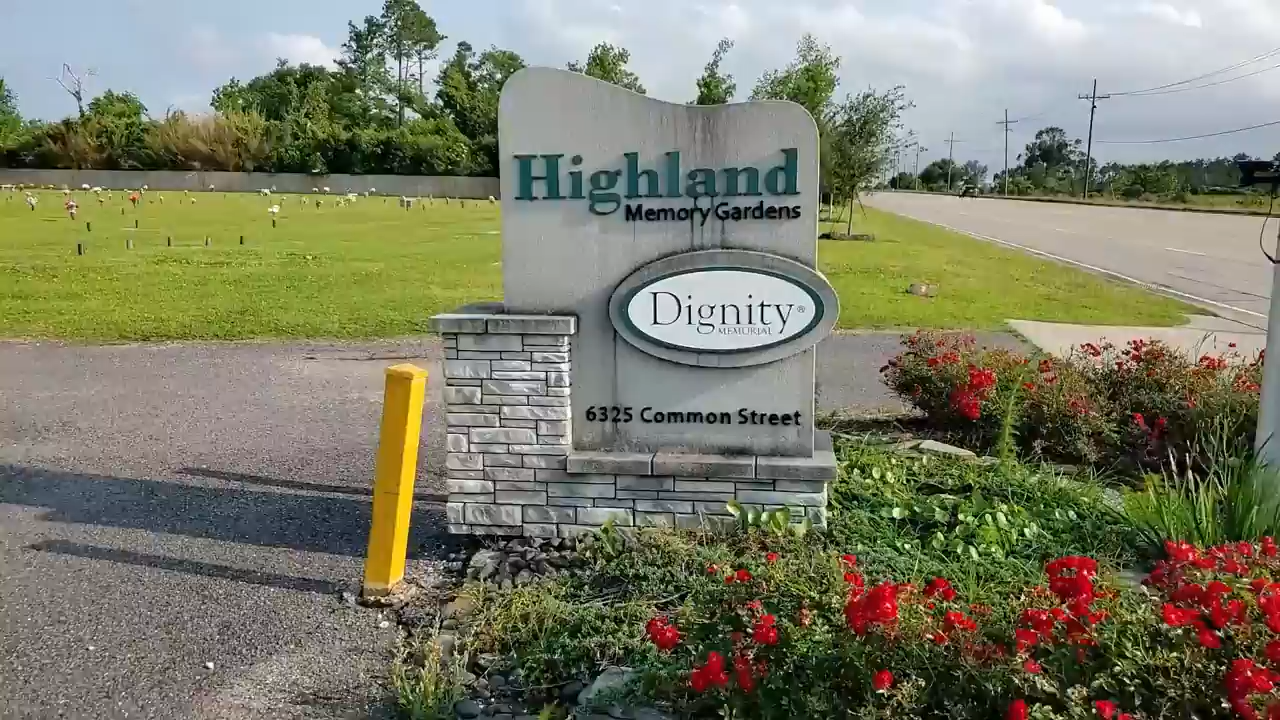 Highland
Memory Gardens
Dignity®
MEMORIAL
6325 Common Street